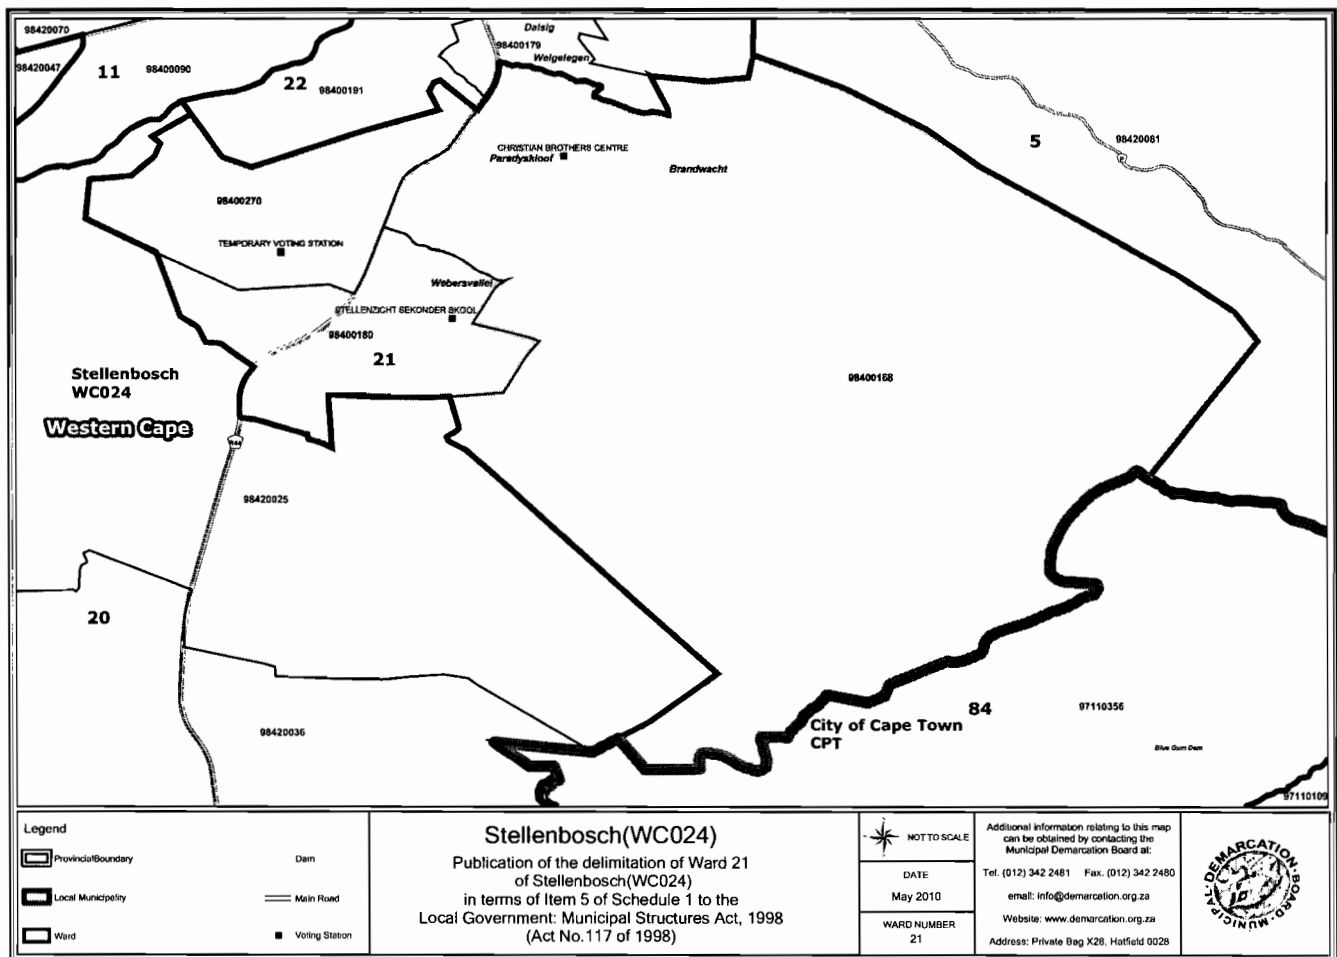 98420070
98420047
11
98400090
22
98400191
Dalsig
98400179
Welgelegen
5
98420081
CHRISTIAN BROTHERS CENTRE
Paradyskloof
Brandwacht
98400270
TEMPORARY VOTING STATION
STELLENZICHT SEKONDER SKOOL
98400180
21
98400168
Stellenbosch
WC024
Western Cape
R44
98420025
20
98420036
84
City of Cape Town
CPT
97110356
Blue Gum Dam
97110109
Legend
ProvincialBoundary
Dam
Local Municipality
Main Road
Ward
Voting Station
Stellenbosch(WC024)
Publication of the delimitation of Ward 21
of Stellenbosch(WC024)
in terms of Item 5 of Schedule 1 to the
Local Government: Municipal Structures Act, 1998
(Act No.117 of 1998)
NOT TO SCALE
DATE
May 2010
WARD NUMBER
21
Additional information relating to this map
can be obtained by contacting the
Municipal Demarcation Board at:
Tel. (012) 342 2481 Fax. (012) 342 2480
email: info@demarcation.org.za
Website: www.demarcation.org.za
Address: Private Bag X28, Hatfield 0028
MUNICIPAL DEMARCATION BOARD